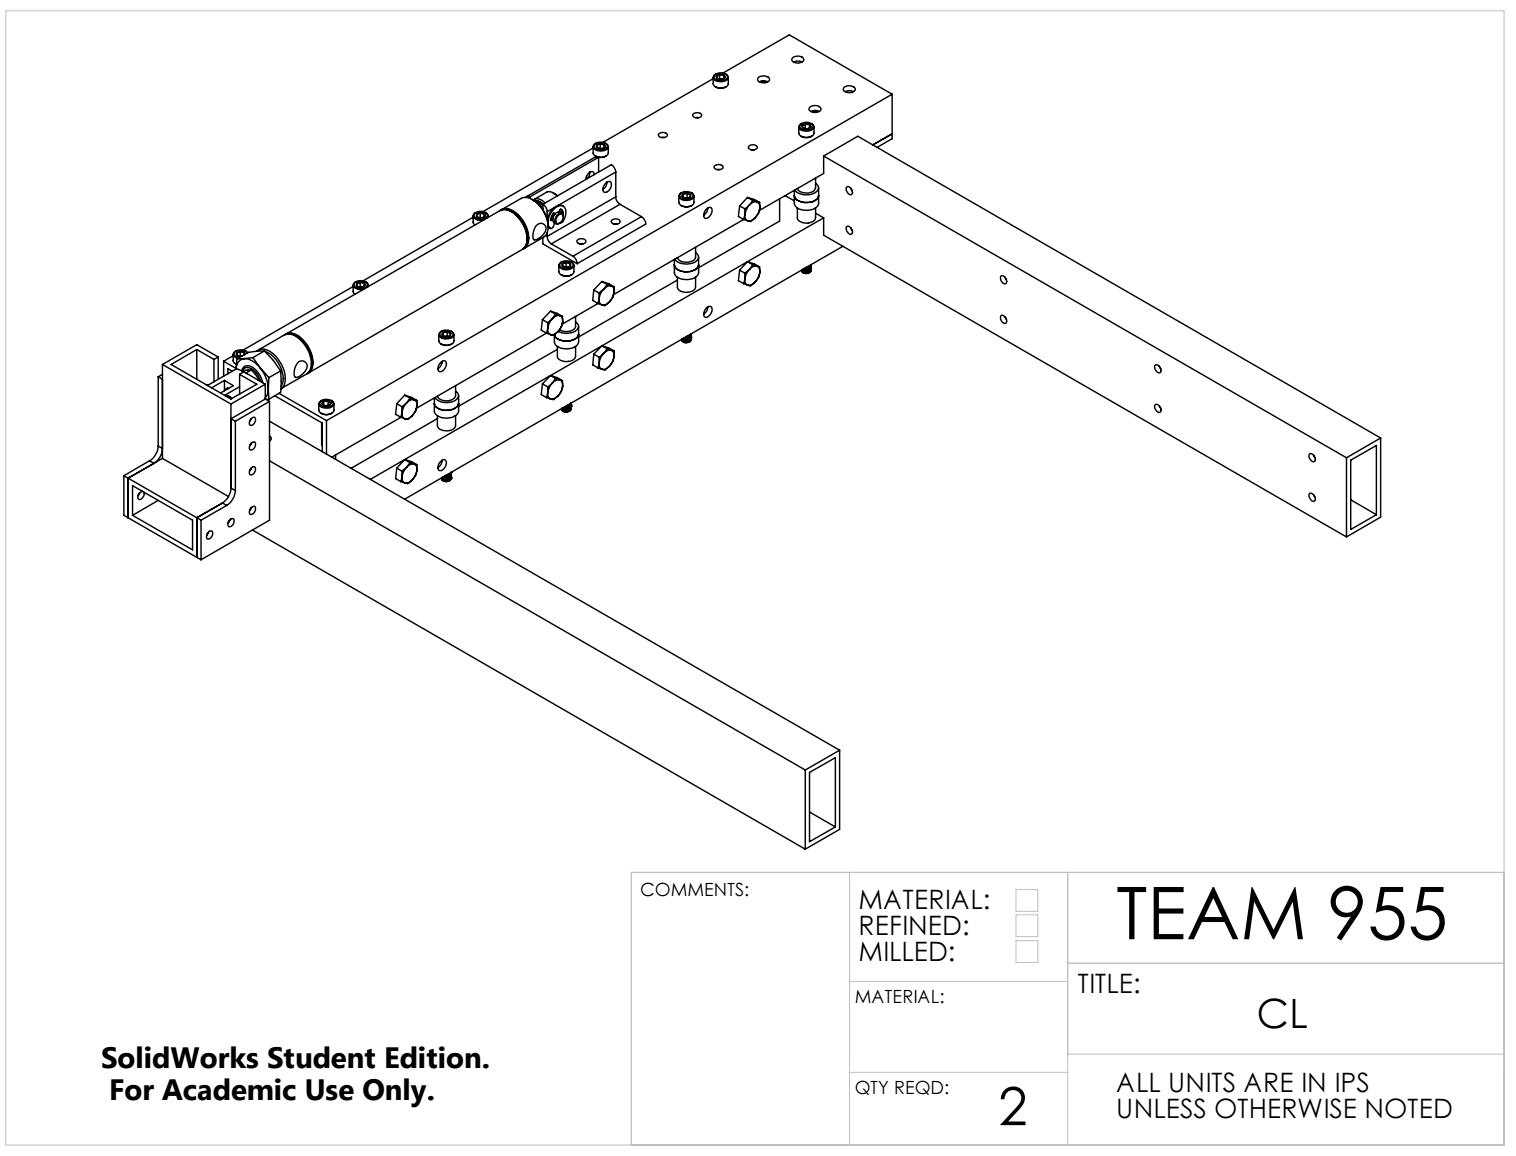 COMMENTS:
MATERIAL:
REFINED:
MILLED:
MATERIAL:
QTY REQD:
2
TEAM 955
TITLE:
CL
ALL UNITS ARE IN IPS
UNLESS OTHERWISE NOTED
SolidWorks Student Edition.
For Academic Use Only.